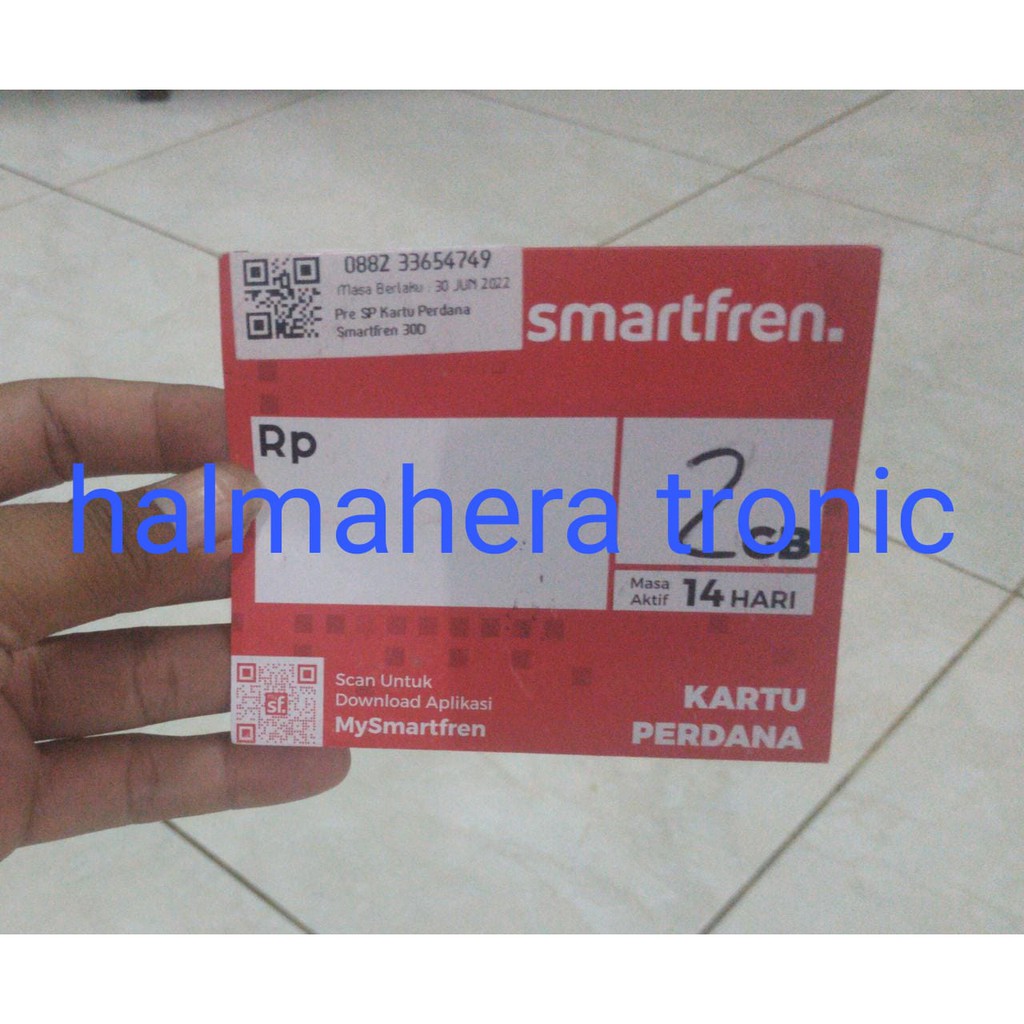 0882 33654749
Masa Berlaku : 30 JUN 2022
Pre SP Kartu Perdana
Smartfren 30D
smartfren.
Rp
2 GB
halmahera tronic
Masa
Aktif 14 HARI
sf.
Scan Untuk
Download Aplikasi
MySmartfren
KARTU
PERDANA